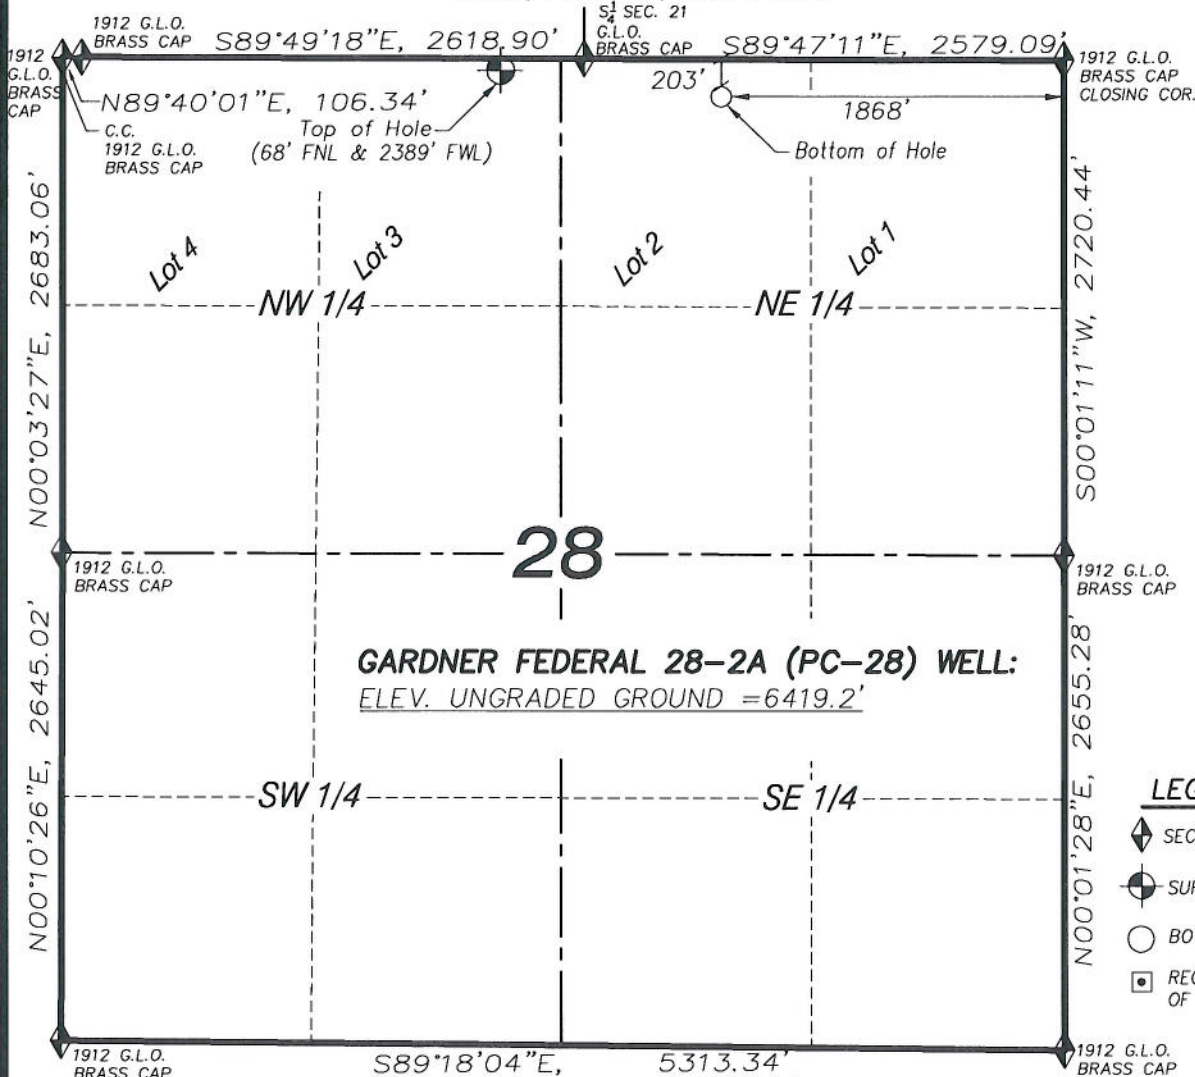 1912 G.L.O.
BRASS CAP
S89°49'18"E, 2618.90'
S¼ SEC. 21
G.L.O.
BRASS CAP
S89°47'11"E, 2579.09'
1912
G.L.O.
BRASS
CAP
1912 G.L.O.
BRASS CAP
CLOSING COR.
N89°40'01"E, 106.34'
C.C.
1912 G.L.O.
BRASS CAP
Top of Hole
(68' FNL & 2389' FWL)
203'
1868'
Bottom of Hole
Lot 4
Lot 3
Lot 2
Lot 1
N00°03'27"E, 2683.06'
S00°01'11"W, 2720.44'
NW 1/4
NE 1/4
28
1912 G.L.O.
BRASS CAP
1912 G.L.O.
BRASS CAP
GARDNER FEDERAL 28-2A (PC-28) WELL:
ELEV. UNGRADED GROUND =6419.2'
N00°10'26"E, 2645.02'
N00°01'28"E, 2655.28'
SW 1/4
SE 1/4
LEG
SEC
SUR
BO
REC
OF
1912 G.L.O.
BRASS CAP
S89°18'04"E, 5313.34'
1912 G.L.O.
BRASS CAP